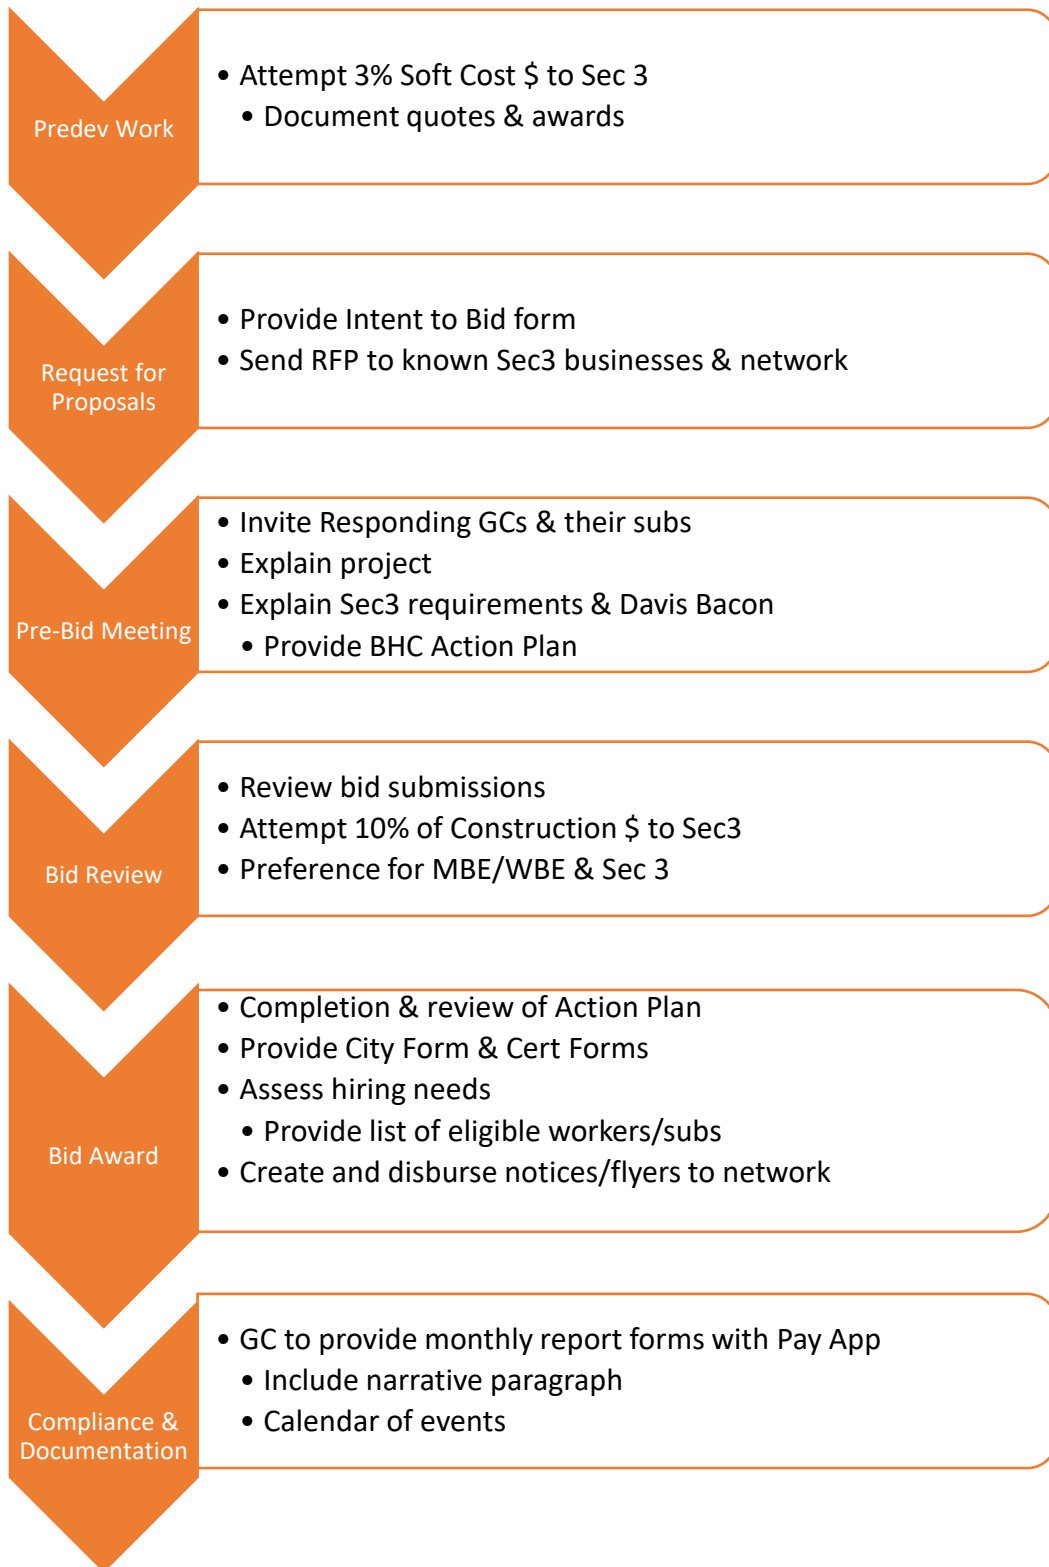 Predev Work
• Attempt 3% Soft Cost $ to Sec 3
• Document quotes & awards
Request for
Proposals
• Provide Intent to Bid form
• Send RFP to known Sec3 businesses & network
Pre-Bid Meeting
• Invite Responding GCs & their subs
• Explain project
• Explain Sec3 requirements & Davis Bacon
• Provide BHC Action Plan
Bid Review
• Review bid submissions
• Attempt 10% of Construction $ to Sec3
• Preference for MBE/WBE & Sec 3
Bid Award
• Completion & review of Action Plan
• Provide City Form & Cert Forms
• Assess hiring needs
• Provide list of eligible workers/subs
• Create and disburse notices/flyers to network
Compliance &
Documentation
• GC to provide monthly report forms with Pay App
• Include narrative paragraph
• Calendar of events